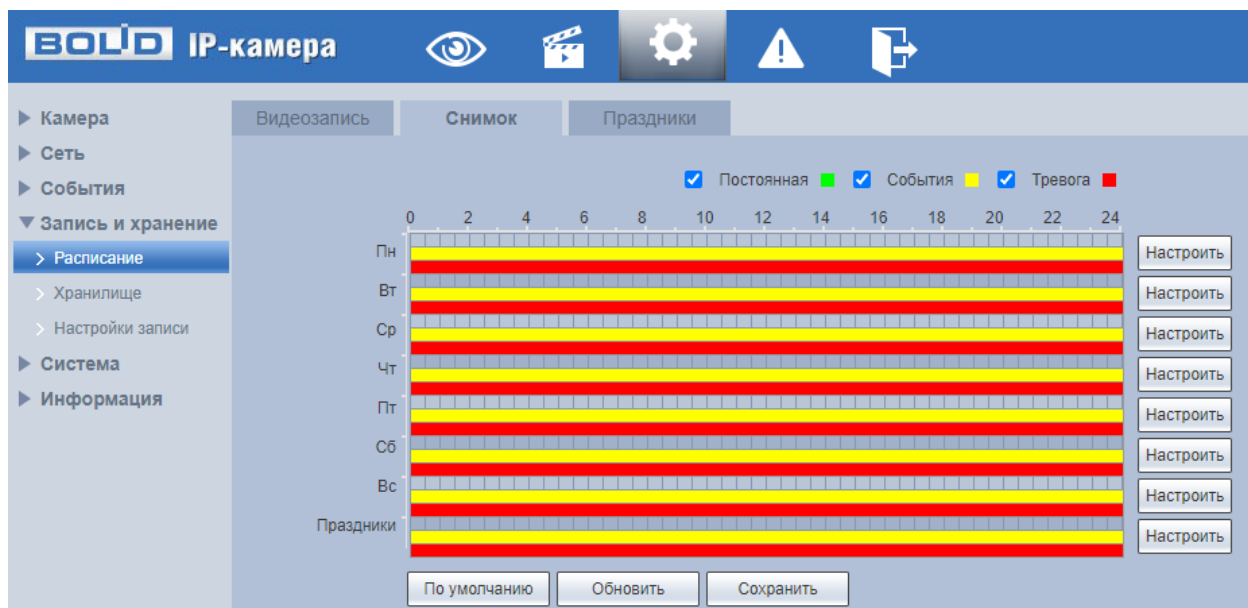 BOLID IP-камера
Камера
Сеть
События
Запись и хранение
Расписание
Хранилище
Настройки записи
Система
Информация
Видеозапись Снимок Праздники
Постоянная События Тревога
0 2 4 6 8 10 12 14 16 18 20 22 24
Пн Настроить
Вт Настроить
Ср Настроить
Чт Настроить
Пт Настроить
Сб Настроить
Вс Настроить
Праздники Настроить
По умолчанию Обновить Сохранить